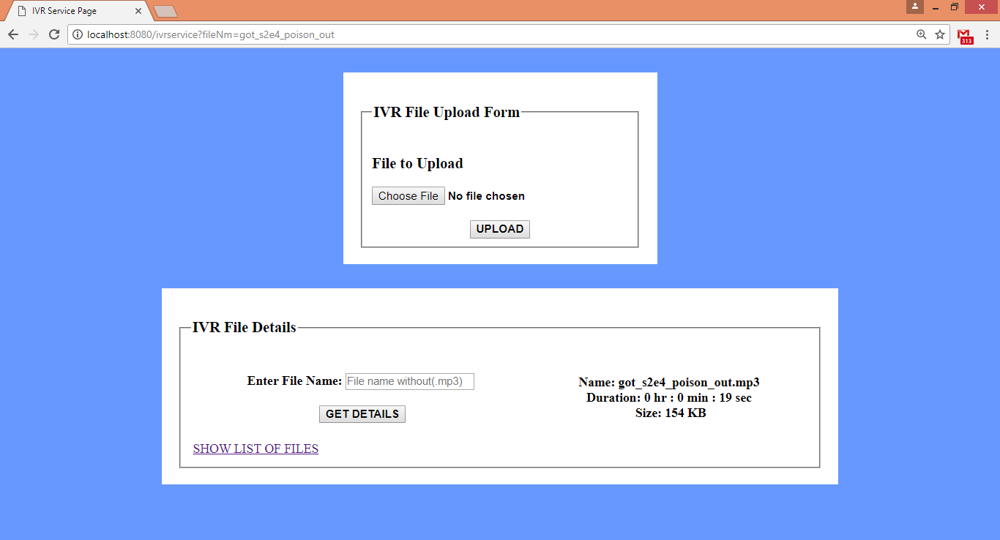 IVR Service Page
localhost:8080/ivrservice?fileNm=got_s2e4_poison_out
313
IVR File Upload Form
File to Upload
Choose File No file chosen
UPLOAD
IVR File Details
Enter File Name: File name without(.mp3)
GET DETAILS
SHOW LIST OF FILES
Name: got_s2e4_poison_out.mp3
Duration: 0 hr : 0 min : 19 sec
Size: 154 KB